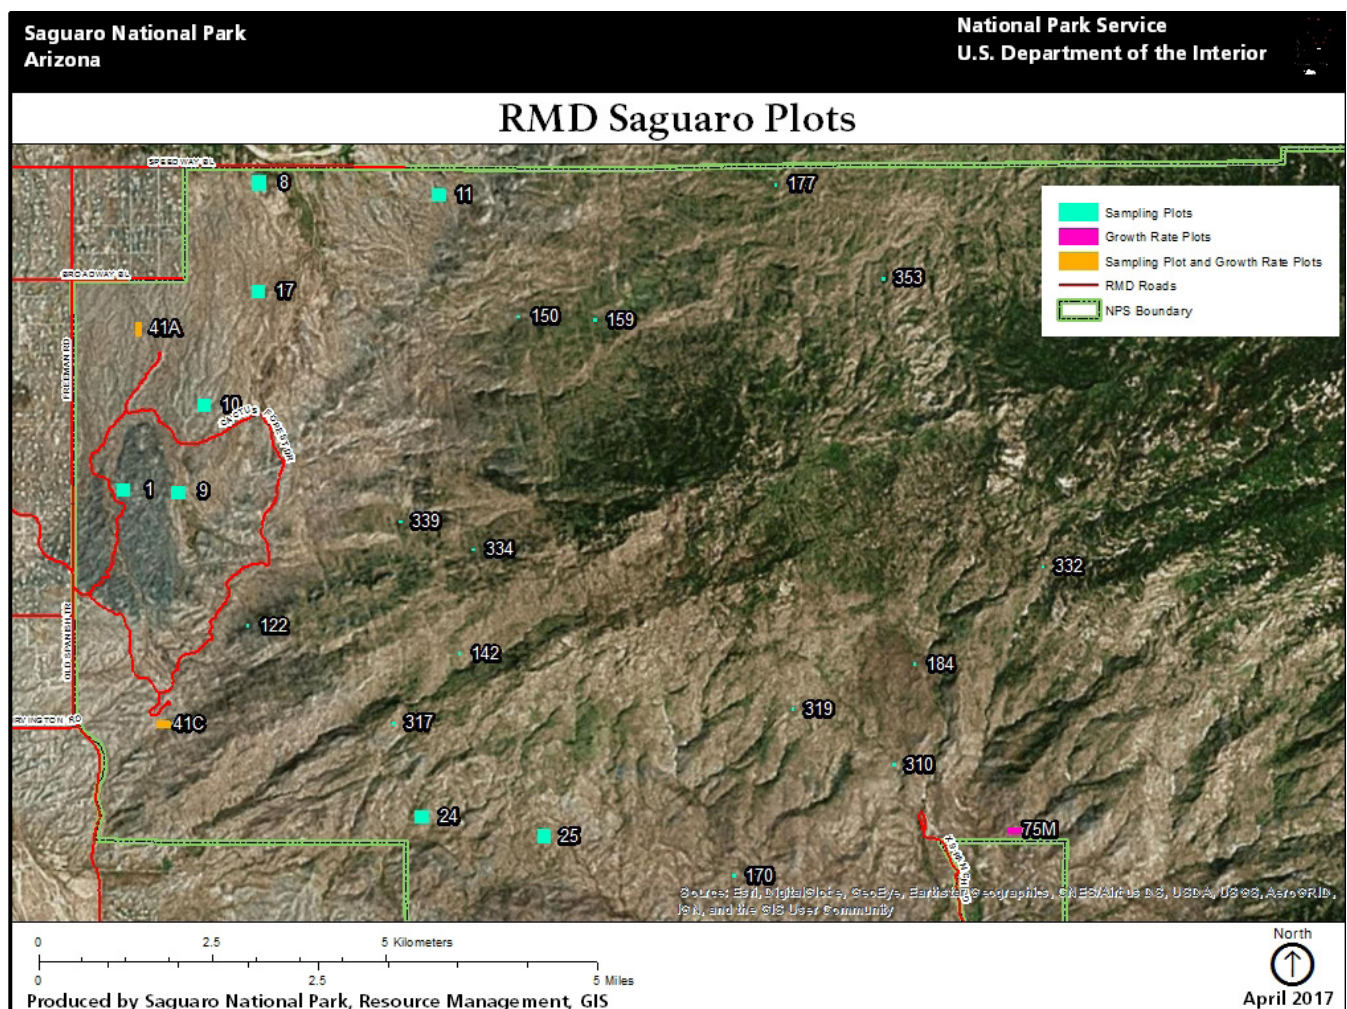 Saguaro National Park
Arizona
National Park Service
U.S. Department of the Interior
RMD Saguaro Plots
SPEEDWAY BL
8
11
177
Sampling Plots
Growth Rate Plots
Sampling Plot and Growth Rate Plots
RMD Roads
NPS Boundary
BROADWAY BL
17
353
150
159
41A
FREEMAN RD
10
CACTUS FOREST DR
1
9
339
334
332
OLD SPANISH TR
122
142
184
319
41C
317
310
24
25
75M
170
Source: Esri, DigitalGlobe, GeoEye, Earthstar Geographics, CNES/Airbus DS, USDA, USGS, AeroGRID,
IGN, and the GIS User Community
0 2.5 5 Kilometers
0 2.5 5 Miles
Produced by Saguaro National Park, Resource Management, GIS
North
April 2017